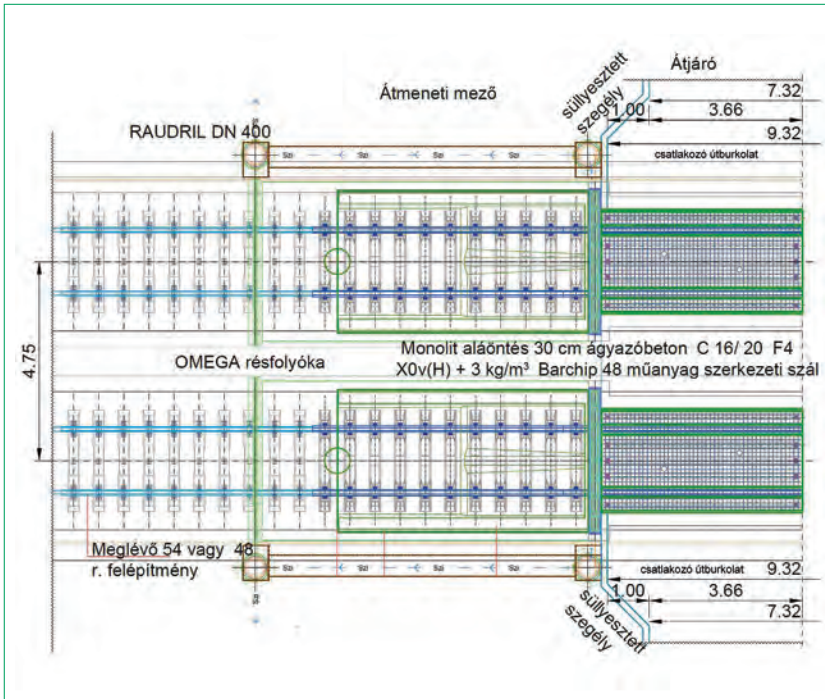 süllyesztett
szegély
Átjáró
7.32
Átmeneti mező
1.00
3.66
RAUDRIL DN 400
9.32
csatlakozó útburkolat
Szi
Szi
Szi
Szi
Szi
4.75
OMEGA résfolyóka
Monolit aláöntés 30 cm ágyazóbeton C 16/ 20 F4
X0v(H) + 3 kg/m³ Barchip 48 műanyag szerkezeti szál
Meglévő 54 vagy 48
r. felépítmény
Szi
Szi
Szi
Szi
Szi
csatlakozó útburkolat
9.32
1.00
3.66
7.32
süllyesztett
szegély